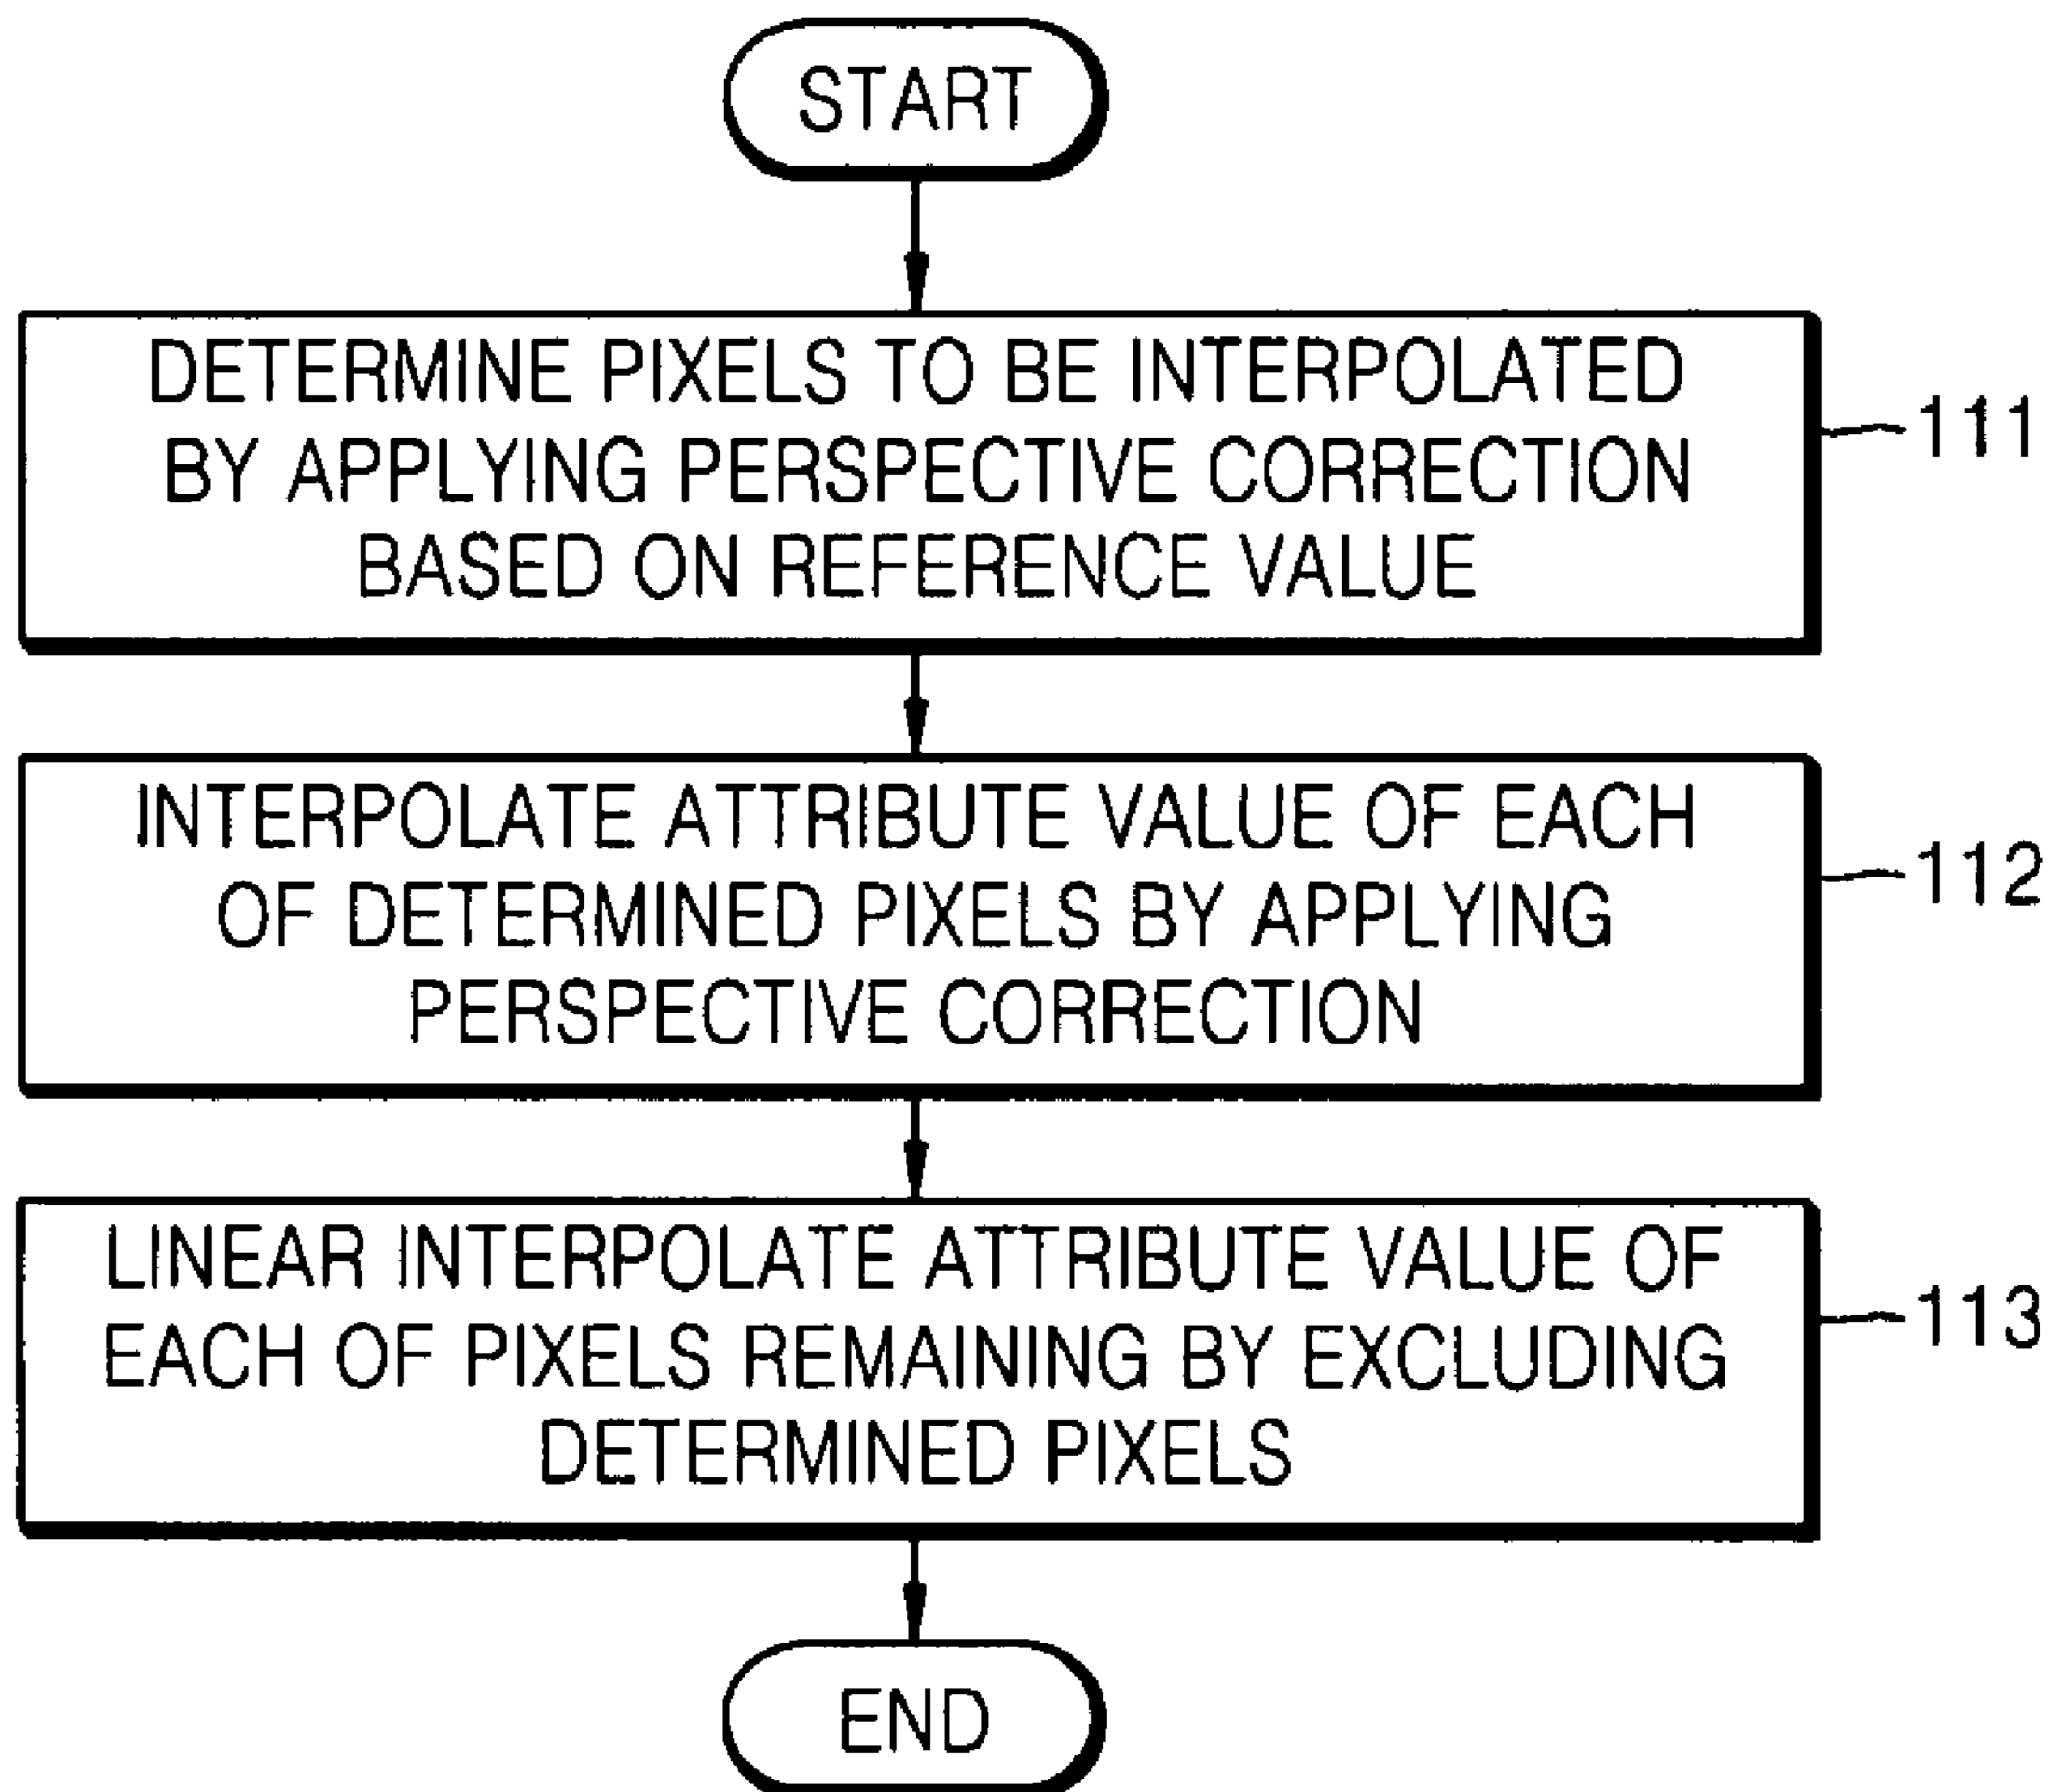 START
DETERMINE PIXELS TO BE INTERPOLATED
BY APPLYING PERSPECTIVE CORRECTION
BASED ON REFERENCE VALUE
111
INTERPOLATE ATTRIBUTE VALUE OF EACH
OF DETERMINED PIXELS BY APPLYING
PERSPECTIVE CORRECTION
112
LINEAR INTERPOLATE ATTRIBUTE VALUE OF
EACH OF PIXELS REMAINING BY EXCLUDING
DETERMINED PIXELS
113
END